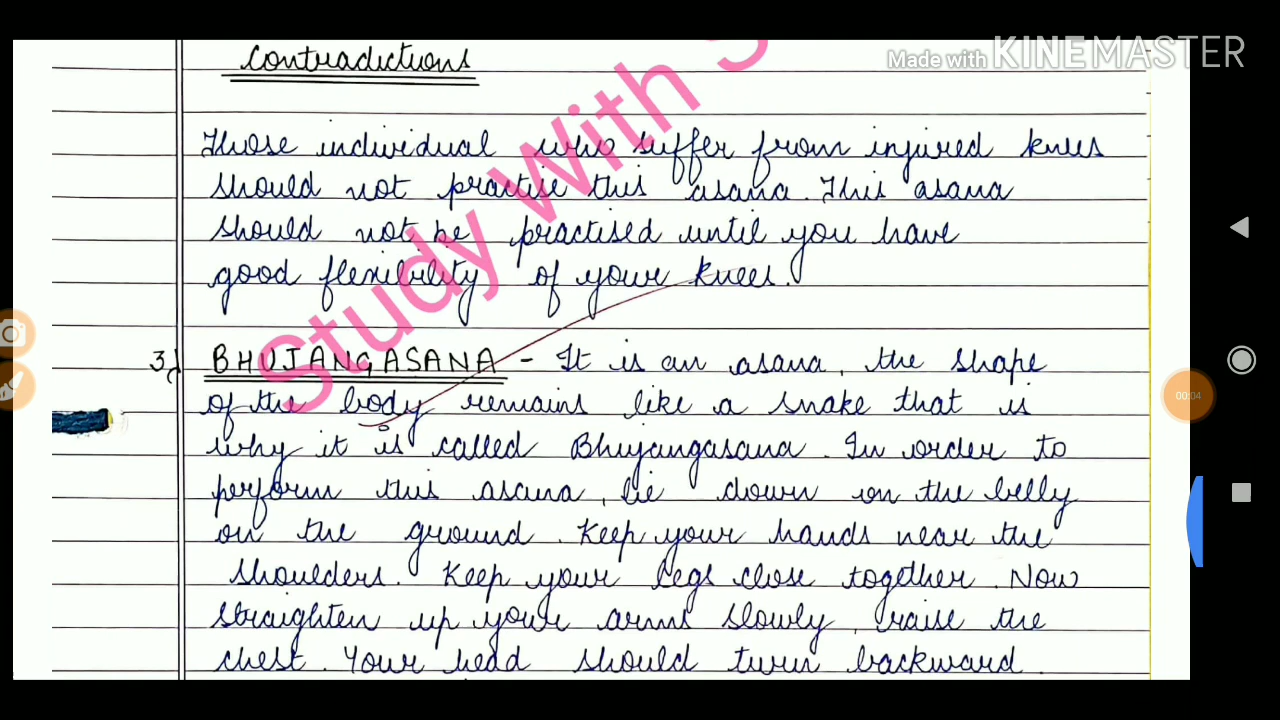 Contradictions
Made with KINEMASTER
Those individual who suffer from injured knees
should not practise this asana. This asana
should not be practised until you have
good flexibility of your knees.
Study With S
3) BHUJANGASANA - It is an asana, the shape
of the body remains like a snake that is
why it is called Bhujangasana. In order to
perform this asana, lie down on the belly
on the ground. Keep your hands near the
shoulders. Keep your legs close together. Now
straighten up your arms slowly, raise the
chest. Your head should turn backward.
00:04